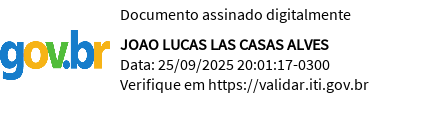 Documento assinado digitalmente
gov.br
JOAO LUCAS LAS CASAS ALVES
Data: 25/09/2025 20:01:17-0300
Verifique em https://validar.iti.gov.br